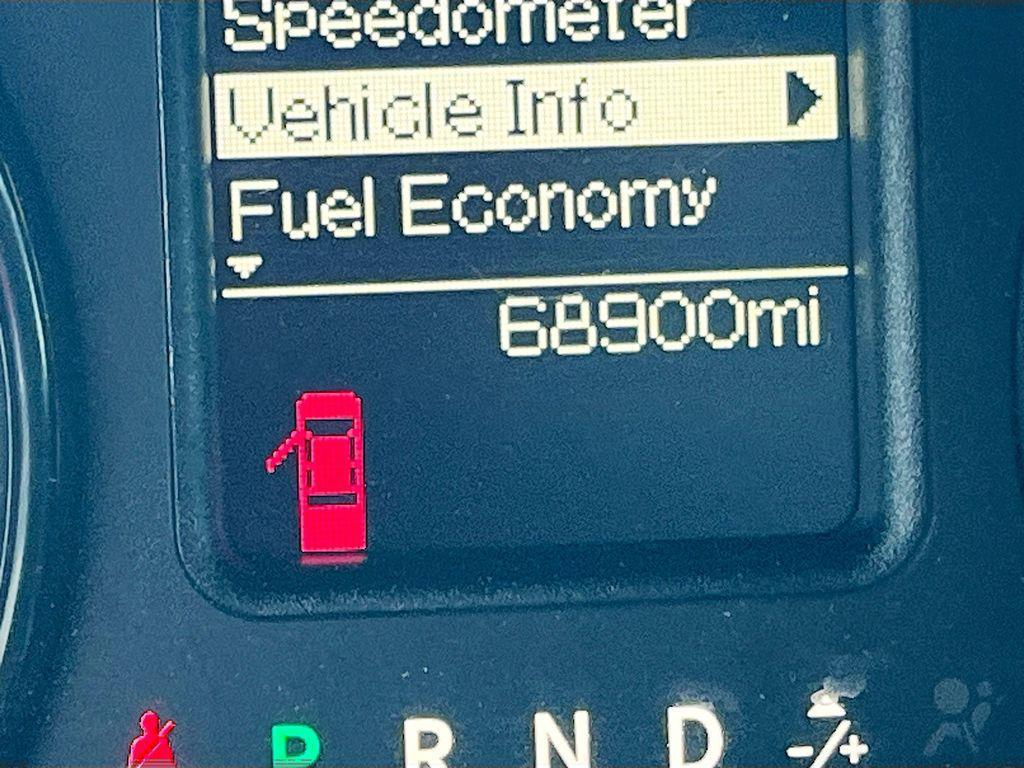 Speedometer
Vehicle Info
Fuel Economy
68900mi
P R N D -/+